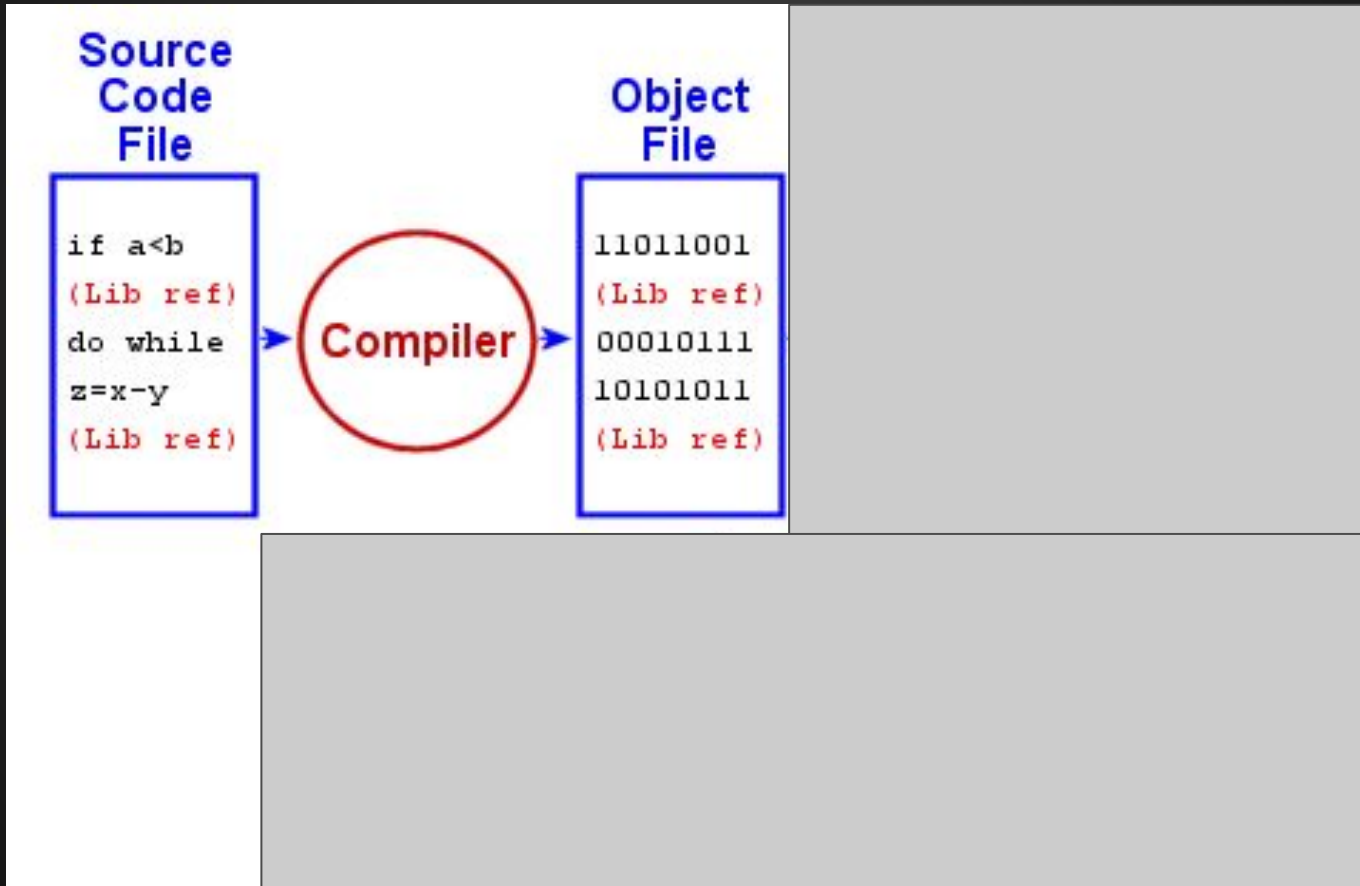 Source
Code
File
if a<b
(Lib ref)
do while
z=x-y
(Lib ref)
Compiler
Object
File
11011001
(Lib ref)
00010111
10101011
(Lib ref)